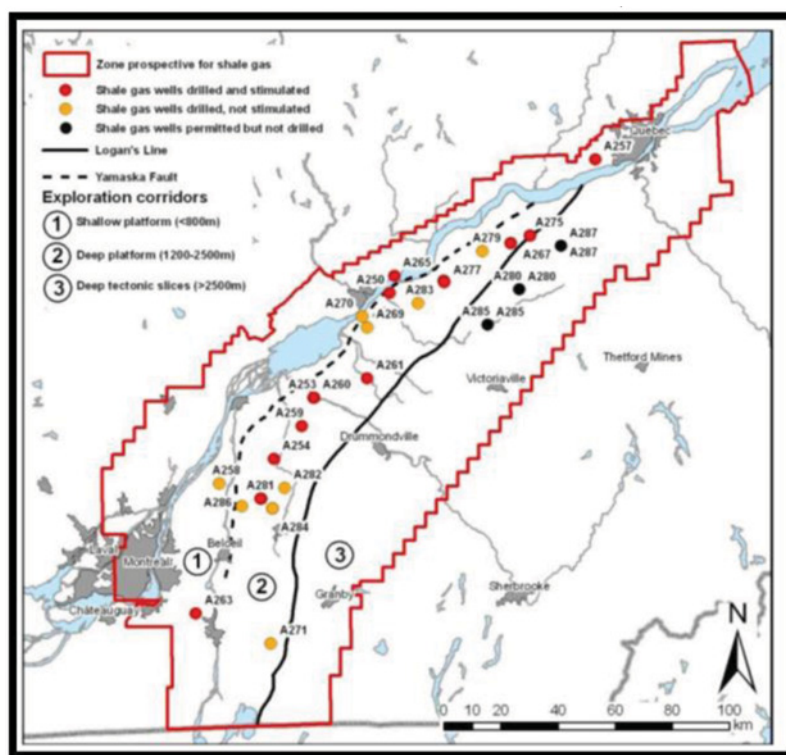 Zone prospective for shale gas
Shale gas wells drilled and stimulated
Shale gas wells drilled, not stimulated
Shale gas wells permitted but not drilled
Logan's Line
Yamaska Fault
Exploration corridors
1 Shallow platform (<800m)
2 Deep platform (1200-2500m)
3 Deep tectonic slices (>2500m)
Québec
A257
A275
A279
A287
A267
A287
A265
A277
A250
A280
A280
A283
A270
A269
A285
A285
A261
Thetford Mines
Victoriaville
A253
A260
A259
Drummondville
A254
A258
A282
A281
A286
A284
Laval
Montreal
Beloeil
1
3
2
Granby
Sherbrooke
Châteauguay
A263
A271
N
0 20 40 60 80 100
km